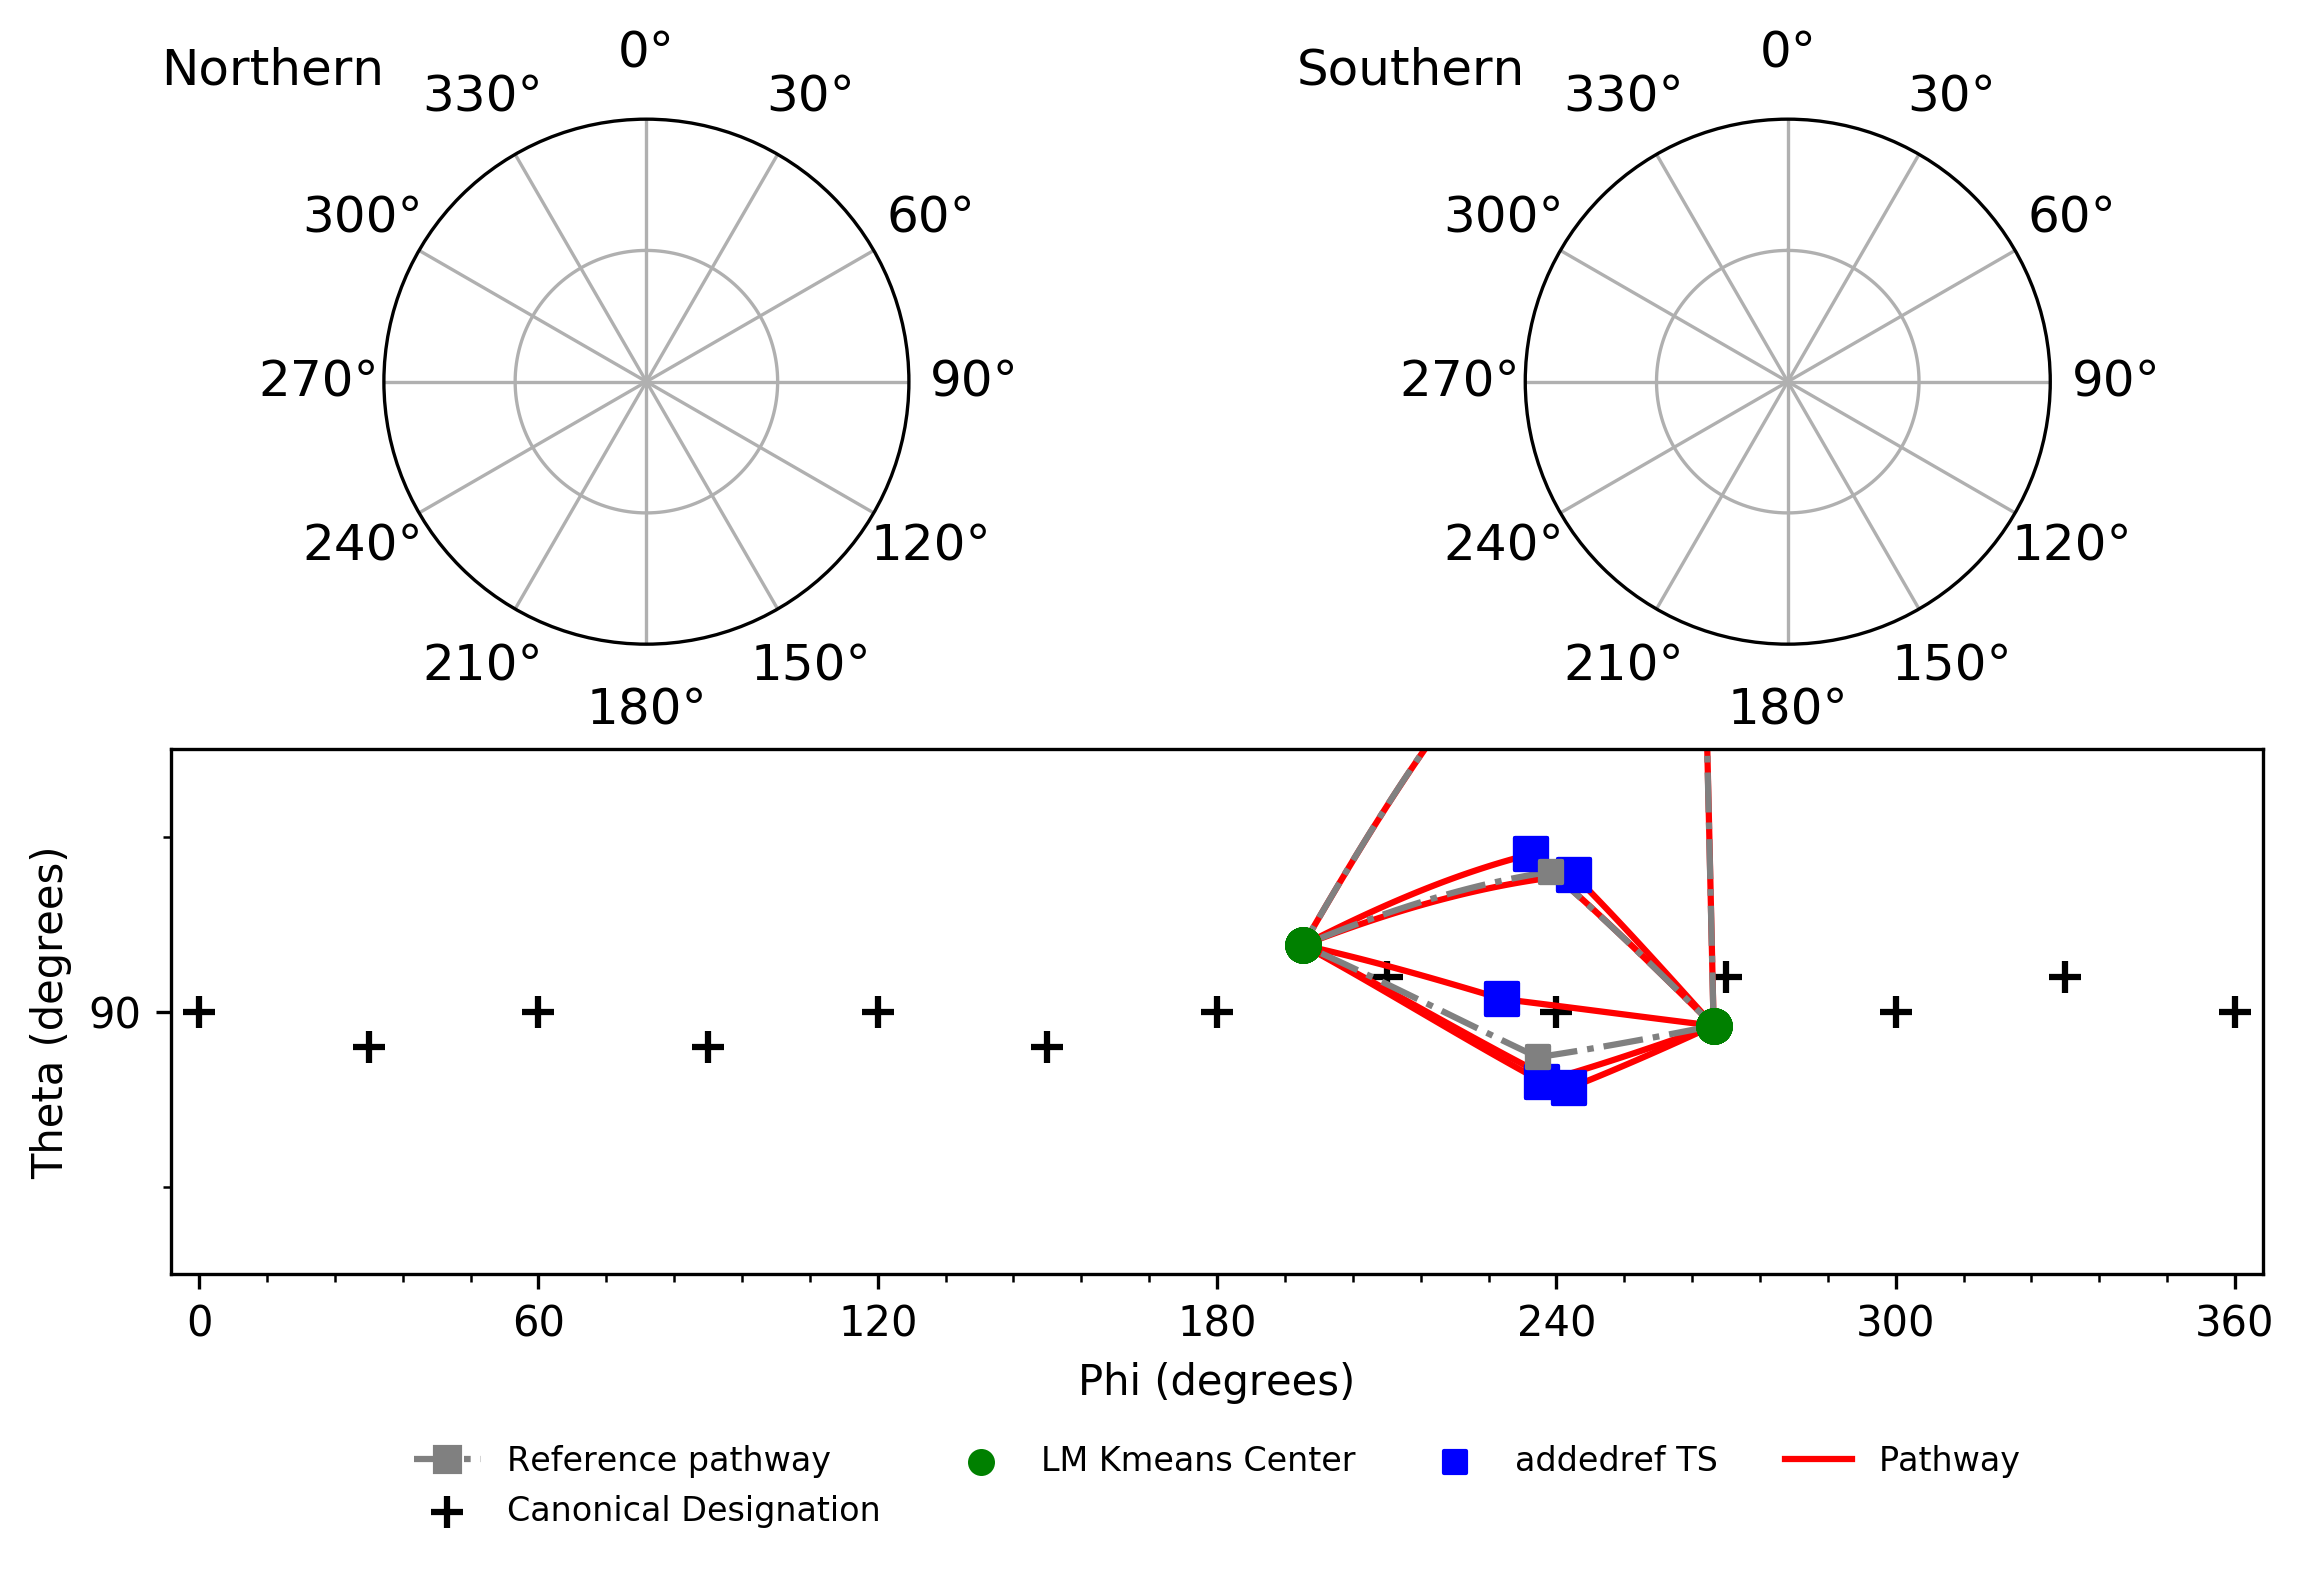 Northern
0°
30°
60°
90°
120°
150°
180°
210°
240°
270°
300°
330°
Southern
0°
30°
60°
90°
120°
150°
180°
210°
240°
270°
300°
330°
Theta (degrees)
90
0 60 120 180 240 300 360
Phi (degrees)
Reference pathway
Canonical Designation
LM Kmeans Center
addedref TS
Pathway